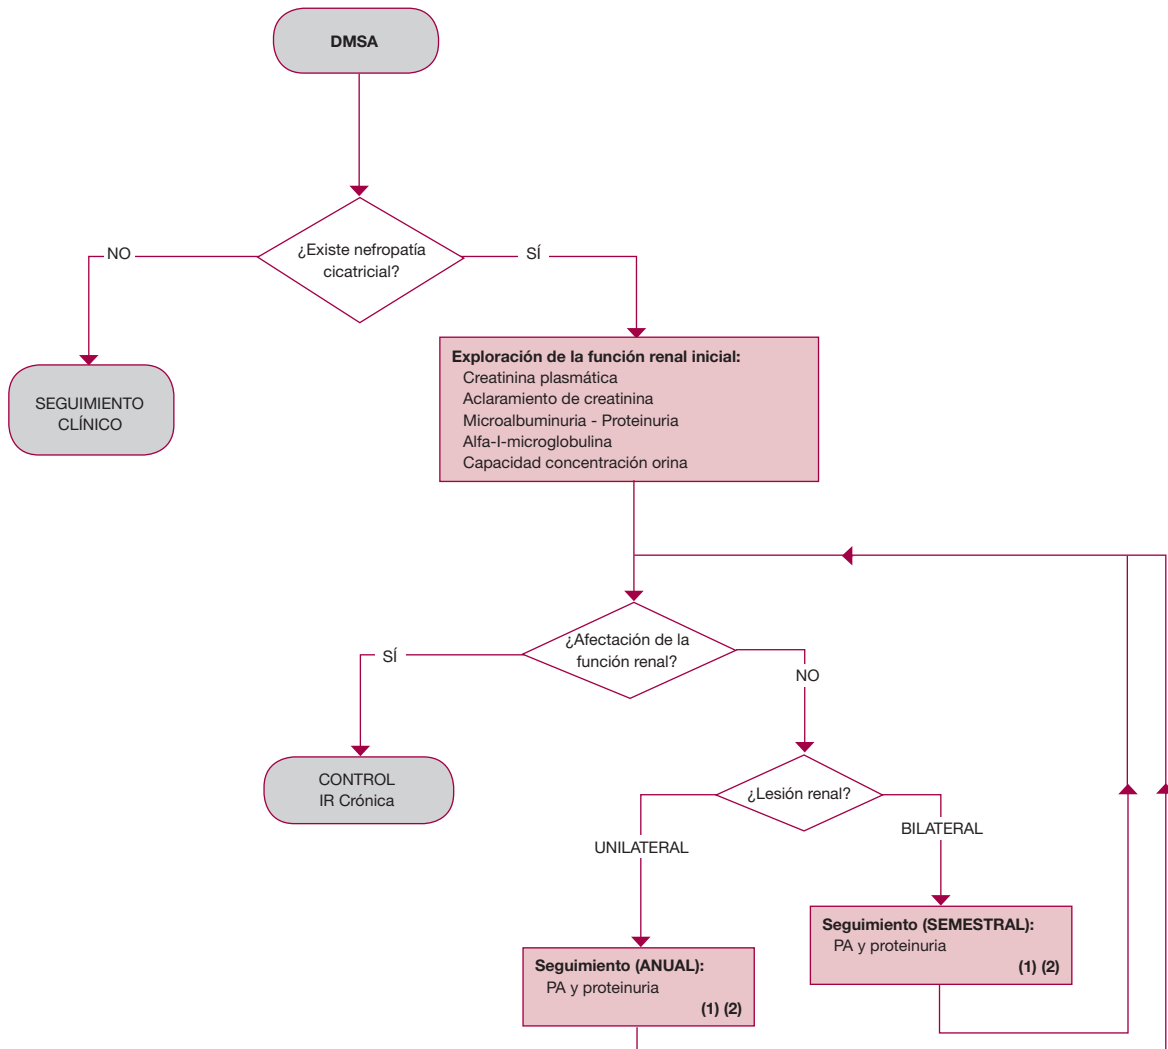 DMSA
¿Existe nefropatía
cicatricial?
NO
SÍ
SEGUIMIENTO
CLÍNICO
Exploración de la función renal inicial:
Creatinina plasmática
Aclaramiento de creatinina
Microalbuminuria - Proteinuria
Alfa-I-microglobulina
Capacidad concentración orina
¿Afectación de la
función renal?
SÍ
NO
CONTROL
IR Crónica
¿Lesión renal?
UNILATERAL
BILATERAL
Seguimiento (ANUAL):
PA y proteinuria
(1) (2)
Seguimiento (SEMESTRAL):
PA y proteinuria
(1) (2)